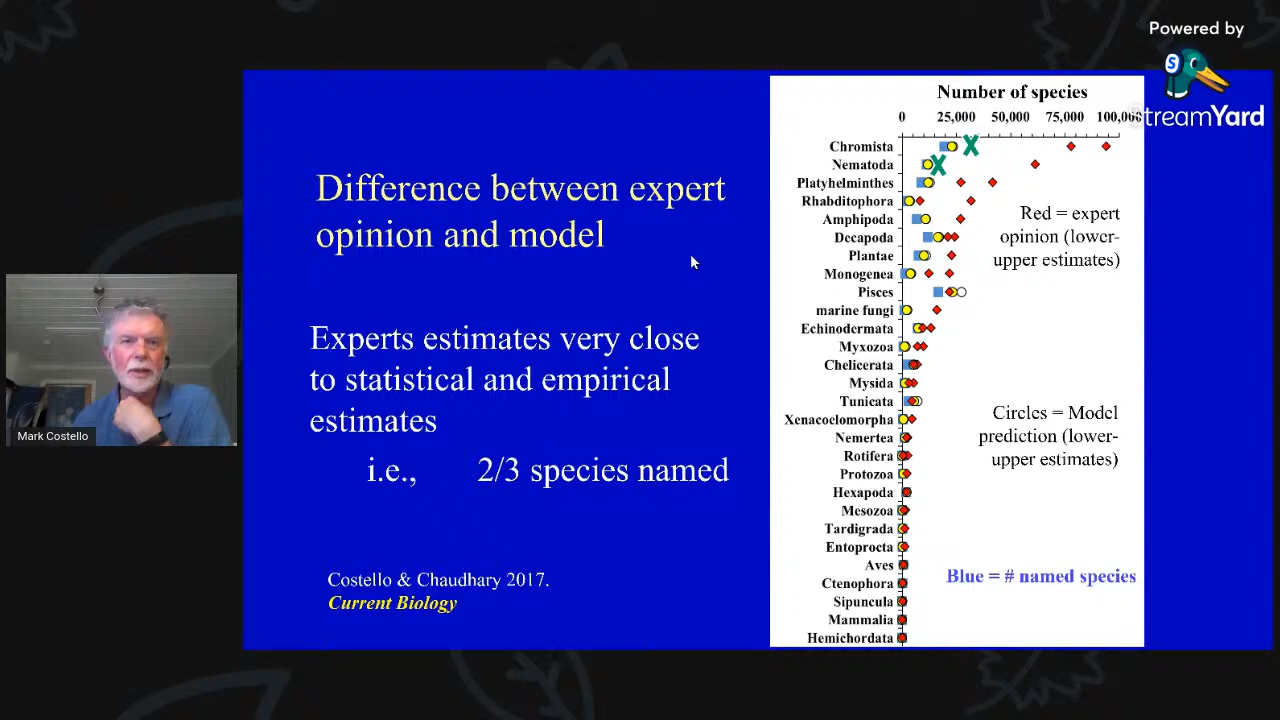 Powered by
StreamYard
Difference between expert
opinion and model
Experts estimates very close
to statistical and empirical
estimates
i.e., 2/3 species named
Costello & Chaudhary 2017.
Current Biology
Mark Costello
Number of species
0 25,000 50,000 75,000 100,000
Chromista
Nematoda
Platyhelminthes
Rhabditophora
Amphipoda
Decapoda
Plantae
Monogenea
Pisces
marine fungi
Echinodermata
Myxozoa
Chelicerata
Mysida
Tunicata
Xenacoelomorpha
Nemertea
Rotifera
Protozoa
Hexapoda
Mesozoa
Tardigrada
Entoprocta
Aves
Ctenophora
Sipuncula
Mammalia
Hemichordata
Red = expert
opinion (lower-
upper estimates)
Circles = Model
prediction (lower-
upper estimates)
Blue = # named species